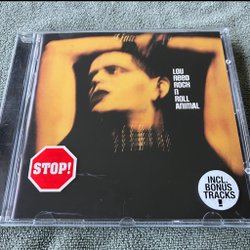 LOU
REED
ROCK
N
ROLL
ANIMAL
STOP!
INCL.
BONUS
TRACKS
!